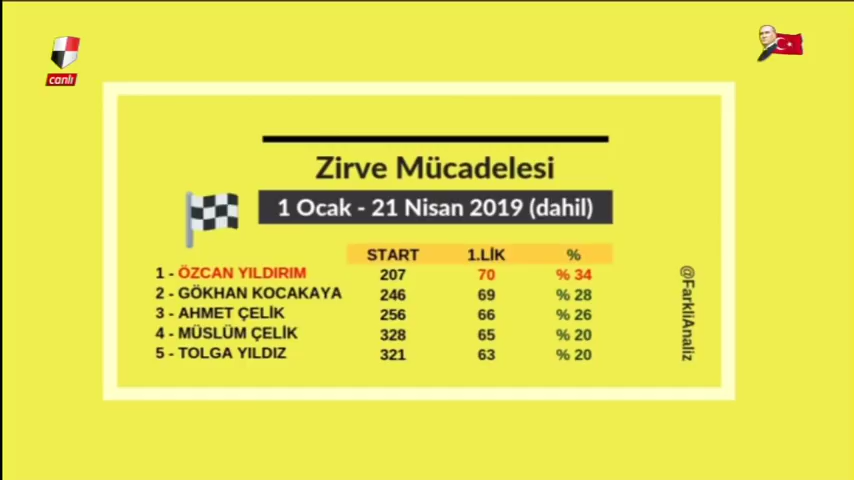 canlı
Zirve Mücadelesi
1 Ocak - 21 Nisan 2019 (dahil)
START 1.LİK %
1 - ÖZCAN YILDIRIM 207 70 % 34
2 - GÖKHAN KOCAKAYA 246 69 % 28
3 - AHMET ÇELİK 256 66 % 26
4 - MÜSLÜM ÇELİK 328 65 % 20
5 - TOLGA YILDIZ 321 63 % 20
@FarkliAnaliz